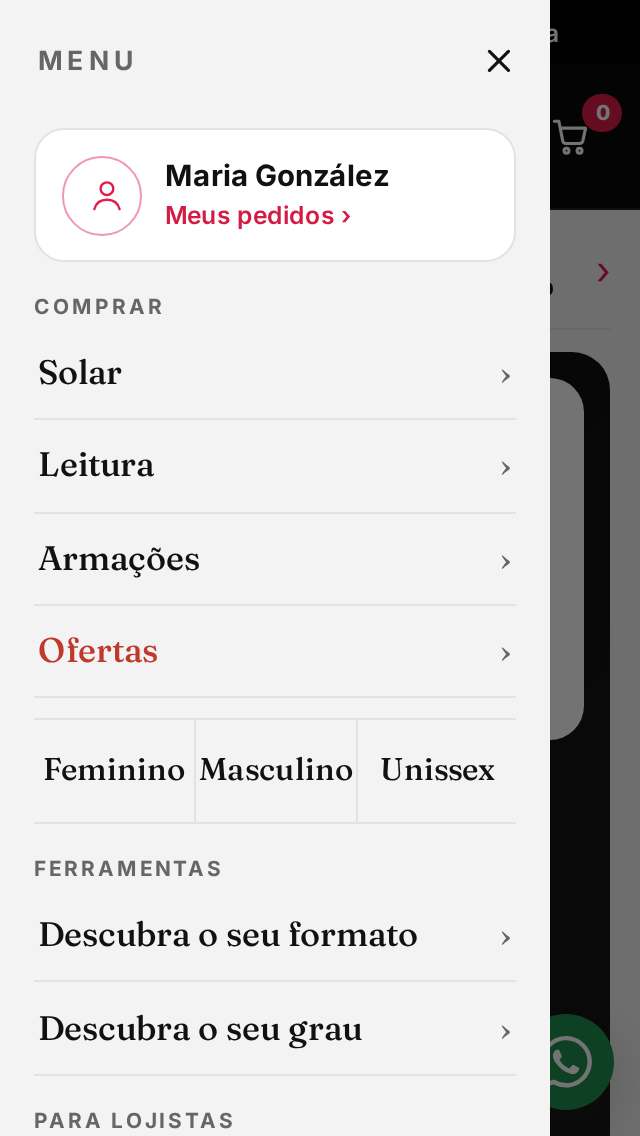 MENU
0
Maria González
Meus pedidos ›
COMPRAR
Solar
Leitura
Armações
Ofertas
Feminino Masculino Unissex
FERRAMENTAS
Descubra o seu formato
Descubra o seu grau
PARA LOJISTAS